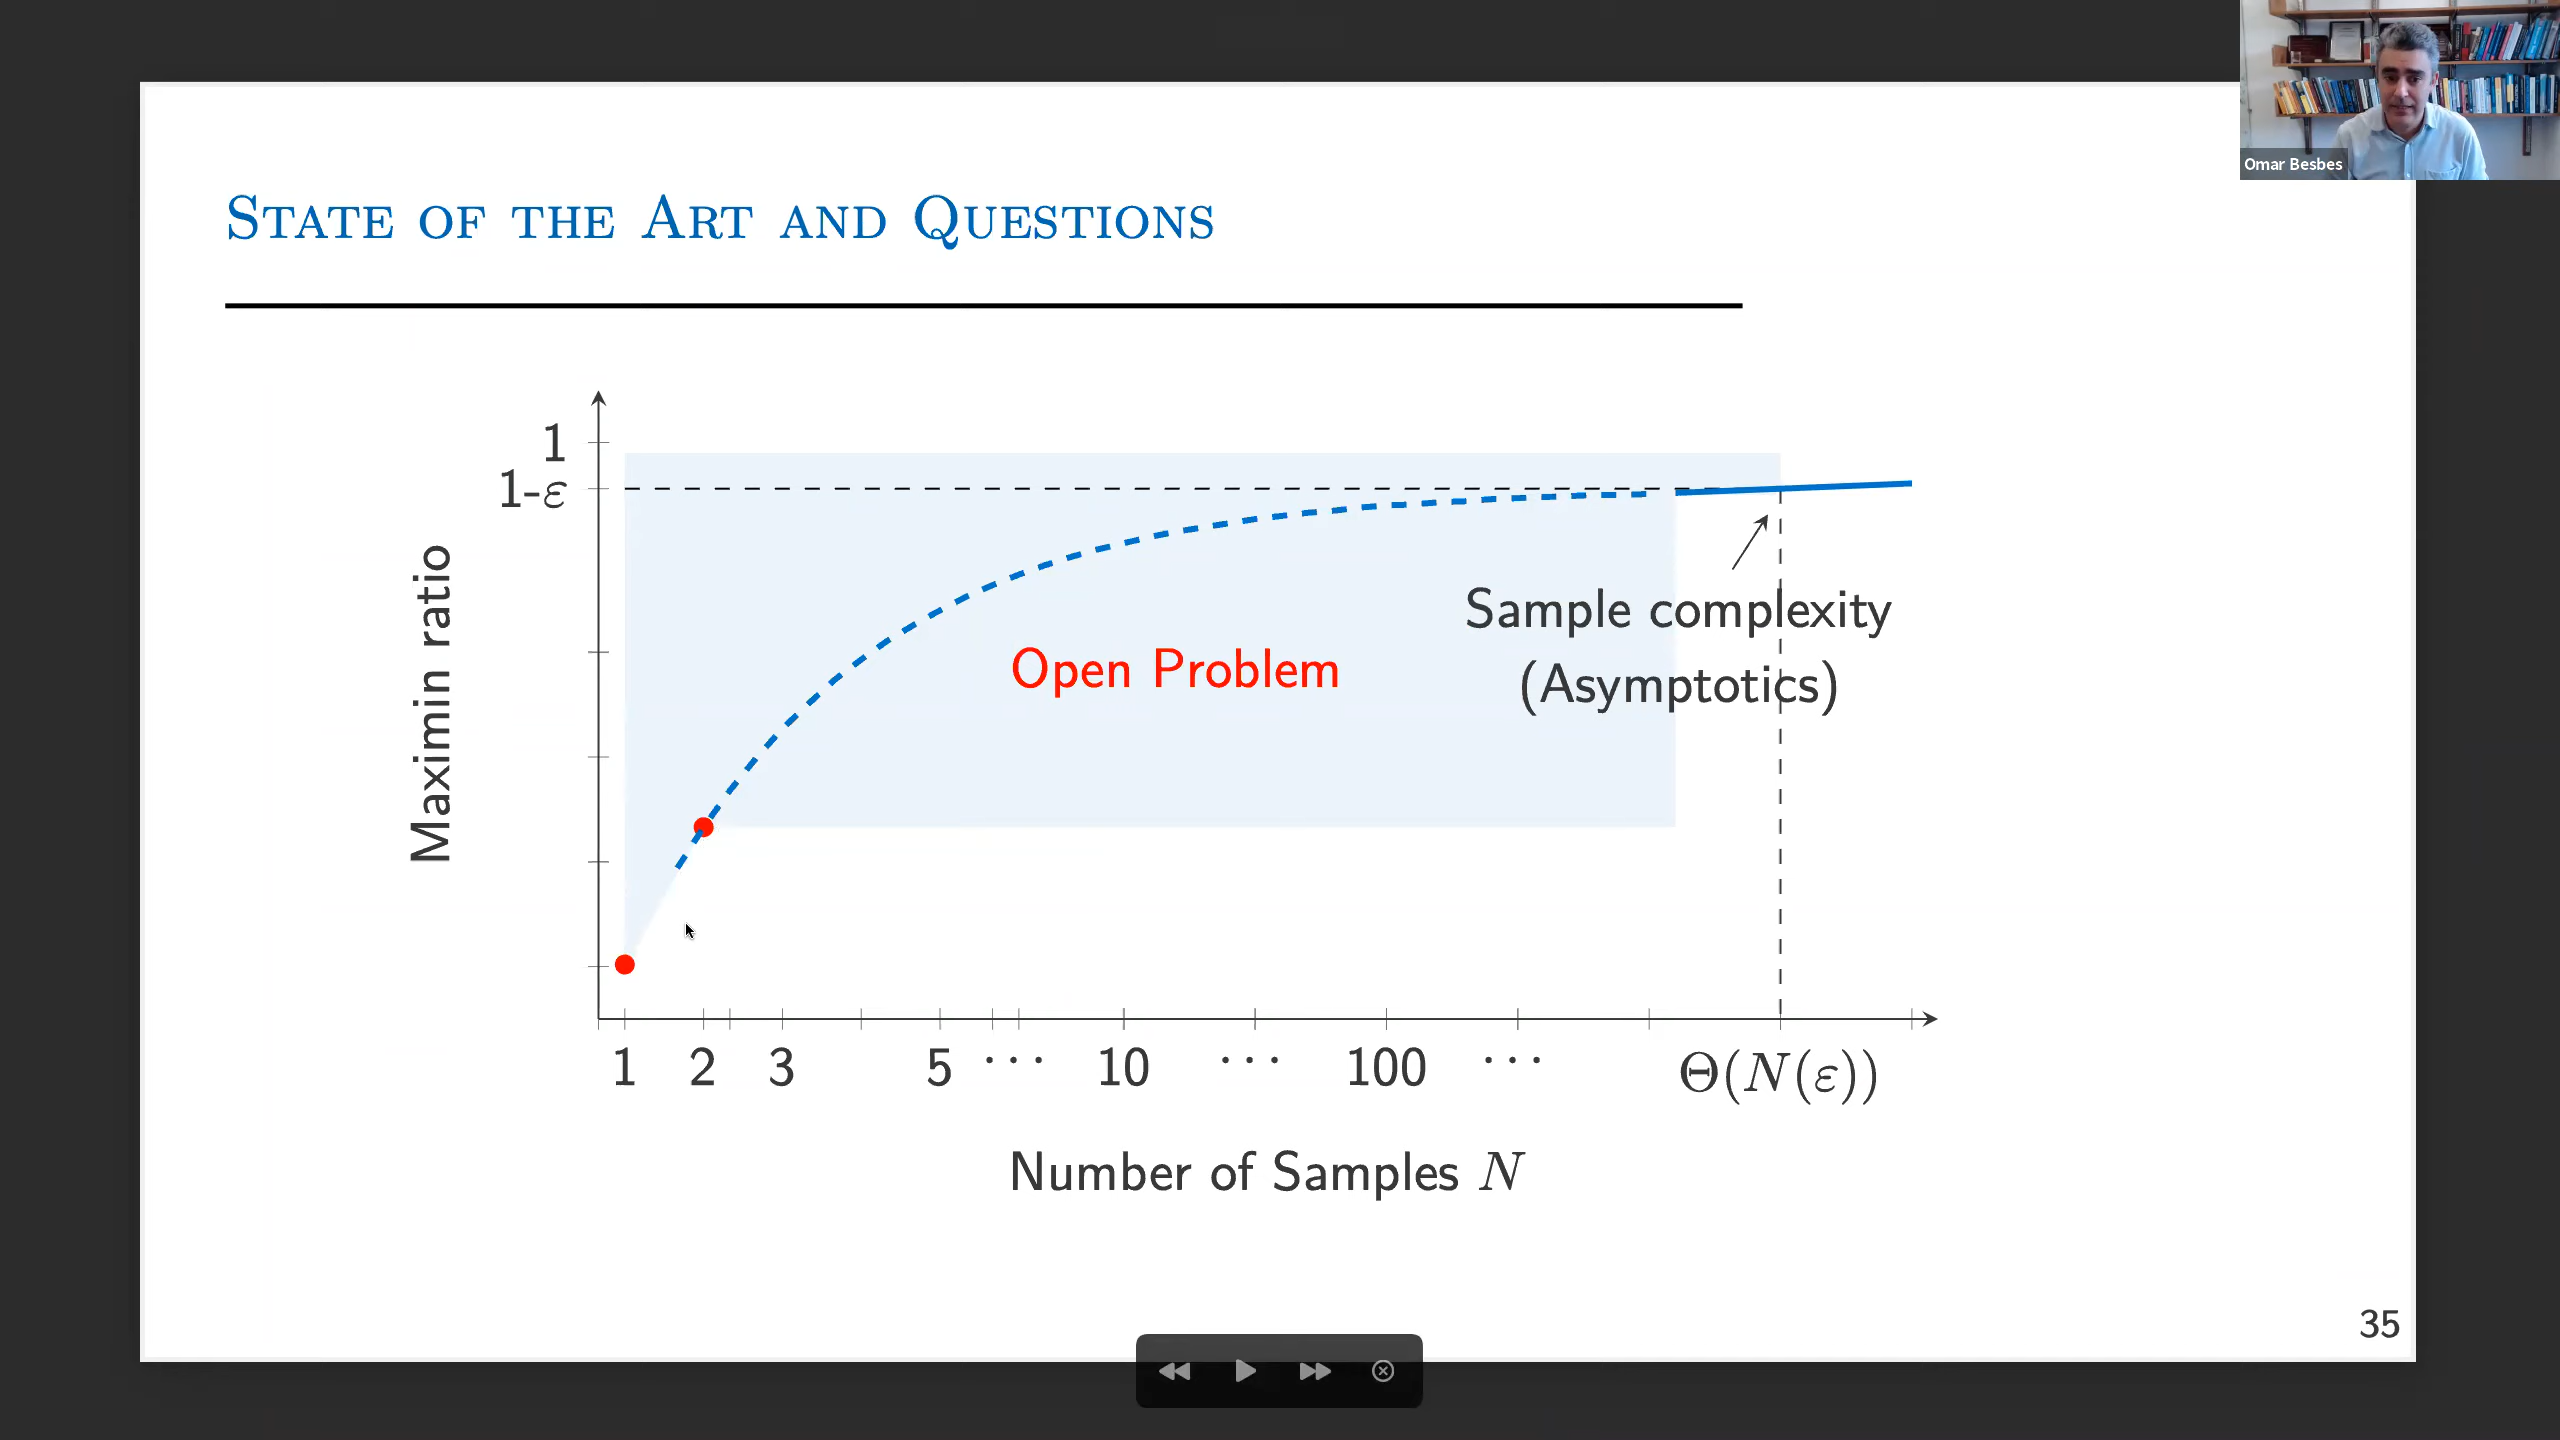 Omar Besbes
State of the Art and Questions
1
1-ε
Maximin ratio
Open Problem
Sample complexity
(Asymptotics)
1 2 3 5 ··· 10 ··· 100 ··· Θ(N(ε))
Number of Samples N
35